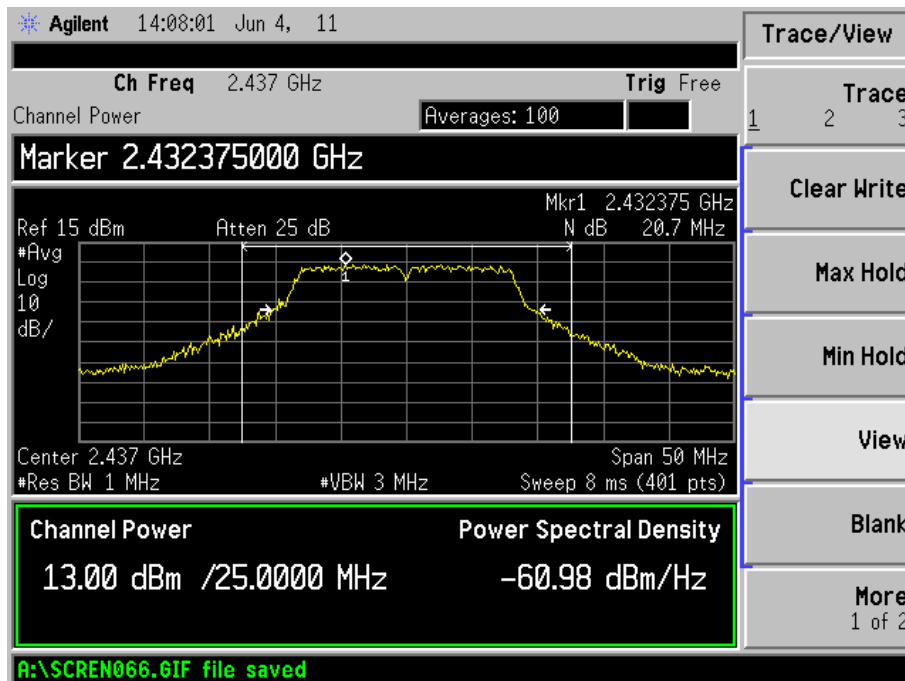 Agilent 14:08:01 Jun 4, 11
Trace/View
Ch Freq 2.437 GHz Trig Free
Channel Power Averages: 100
Trace
1 2 3
Marker 2.432375000 GHz
Clear Write
Mkr1 2.432375 GHz
Ref 15 dBm Atten 25 dB N dB 20.7 MHz
#Avg
Log
10
dB/
1
Max Hold
Min Hold
View
Center 2.437 GHz Span 50 MHz
#Res BW 1 MHz #VBW 3 MHz Sweep 8 ms (401 pts)
Channel Power Power Spectral Density
13.00 dBm /25.0000 MHz -60.98 dBm/Hz
Blank
More
1 of 2
A:\SCREN066.GIF file saved